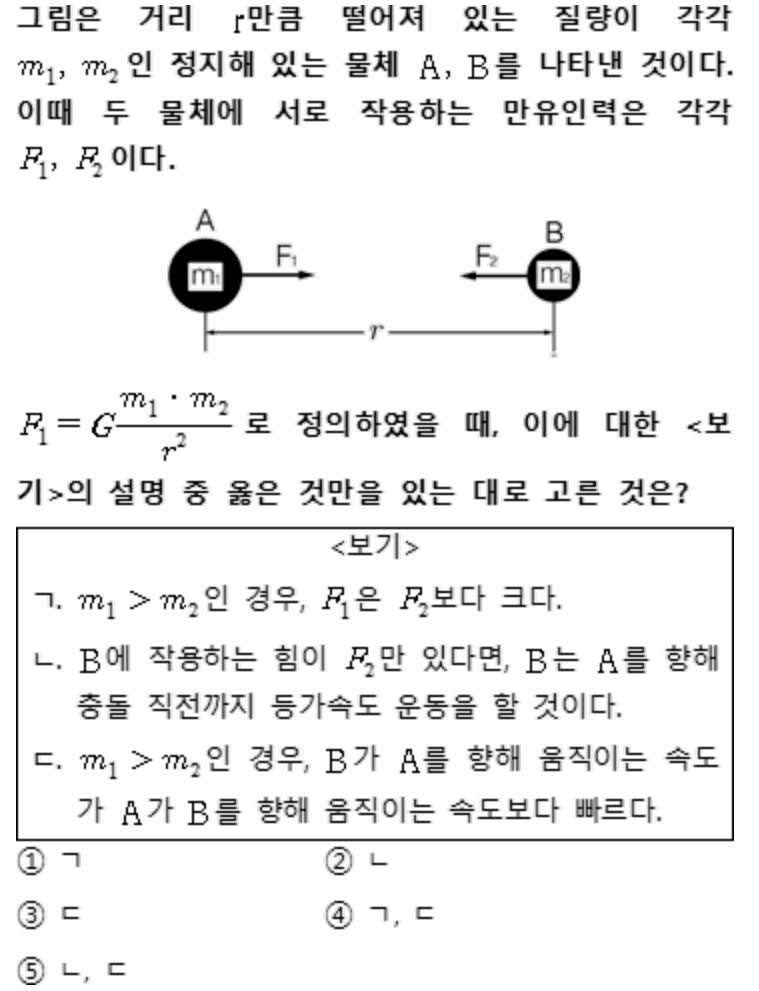 그림은 거리 r만큼 떨어져 있는 질량이 각각
m₁, m₂인 정지해 있는 물체 A, B를 나타낸 것이다.
이때 두 물체에 서로 작용하는 만유인력은 각각
F₁, F₂이다.
A
B
m₁
F₁
F₂
m₂
r
F₁ = G (m₁ · m₂)/r² 로 정의하였을 때, 이에 대한 <보
기>의 설명 중 옳은 것만을 있는 대로 고른 것은?
<보기>
ㄱ. m₁ > m₂인 경우, F₁은 F₂보다 크다.
ㄴ. B에 작용하는 힘이 F₂만 있다면, B는 A를 향해
충돌 직전까지 등가속도 운동을 할 것이다.
ㄷ. m₁ > m₂인 경우, B가 A를 향해 움직이는 속도
가 A가 B를 향해 움직이는 속도보다 빠르다.
① ㄱ ② ㄴ
③ ㄷ ④ ㄱ, ㄷ
⑤ ㄴ, ㄷ